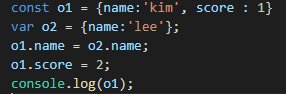 const o1 = {name:'kim', score : 1}
var o2 = {name:'lee'};
o1.name = o2.name;
o1.score = 2;
console.log(o1);